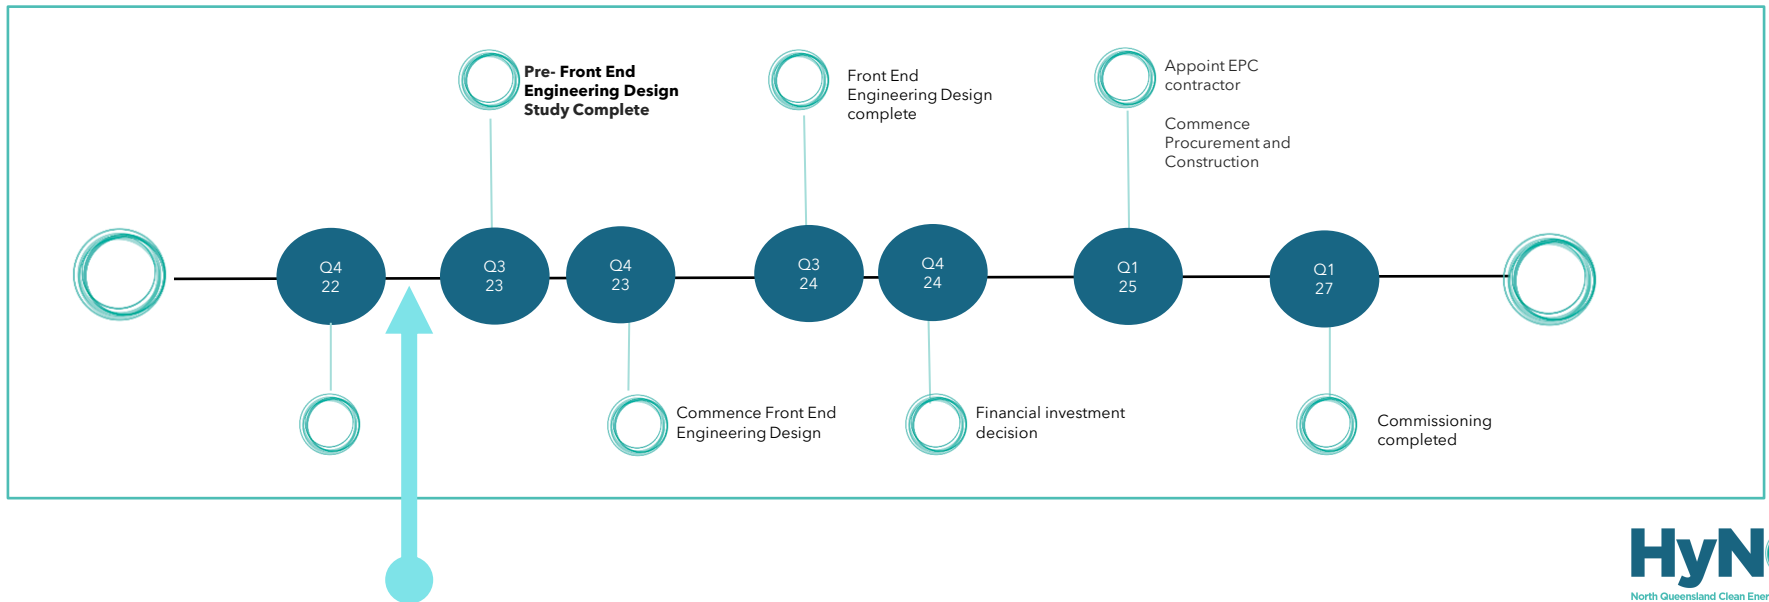 Pre- Front End
Engineering Design
Study Complete
Front End
Engineering Design
complete
Appoint EPC
contractor
Commence
Procurement and
Construction
Q4
22
Q3
23
Q4
23
Q3
24
Q4
24
Q1
25
Q1
27
Commence Front End
Engineering Design
Financial investment
decision
Commissioning
completed
HyN
North Queensland Clean Ener